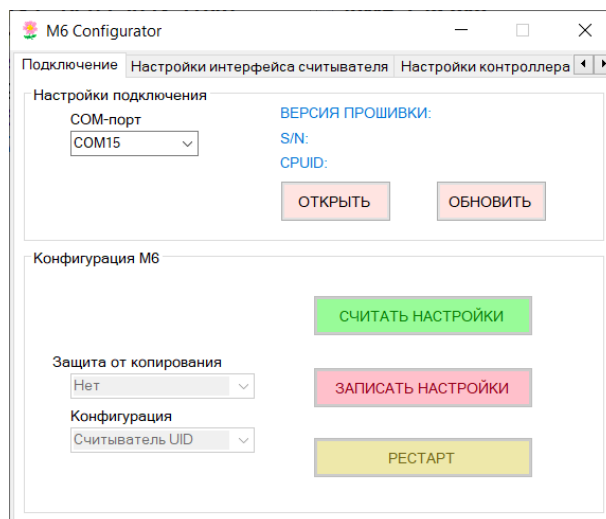 M6 Configurator
Подключение Настройки интерфейса считывателя Настройки контроллера
Настройки подключения
COM-порт
COM15
ВЕРСИЯ ПРОШИВКИ:
S/N:
CPUID:
ОТКРЫТЬ ОБНОВИТЬ
Конфигурация М6
СЧИТАТЬ НАСТРОЙКИ
Защита от копирования
Нет
ЗАПИСАТЬ НАСТРОЙКИ
Конфигурация
Считыватель UID
РЕСТАРТ